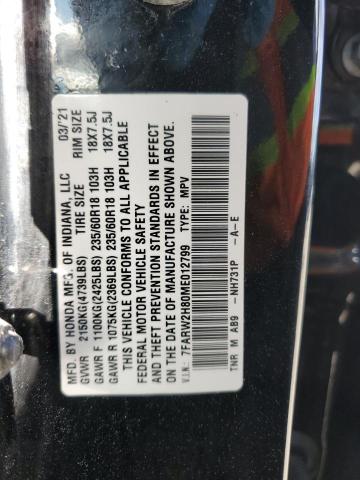 MFD. BY HONDA MFG. OF INDIANA, LLC 03/'21
GVWR 2150KG(4739LBS) TIRE SIZE RIM SIZE
GAWR F 1100KG(2425LBS) 235/60R18 103H 18X7.5J
GAWR R 1075KG(2369LBS) 235/60R18 103H 18X7.5J
THIS VEHICLE CONFORMS TO ALL APPLICABLE
FEDERAL MOTOR VEHICLE SAFETY
AND THEFT PREVENTION STANDARDS IN EFFECT
ON THE DATE OF MANUFACTURE SHOWN ABOVE.
V.I.N.: 7FARW2H80ME012799 TYPE: MPV
TNR M AB9 -NH731P -A-E